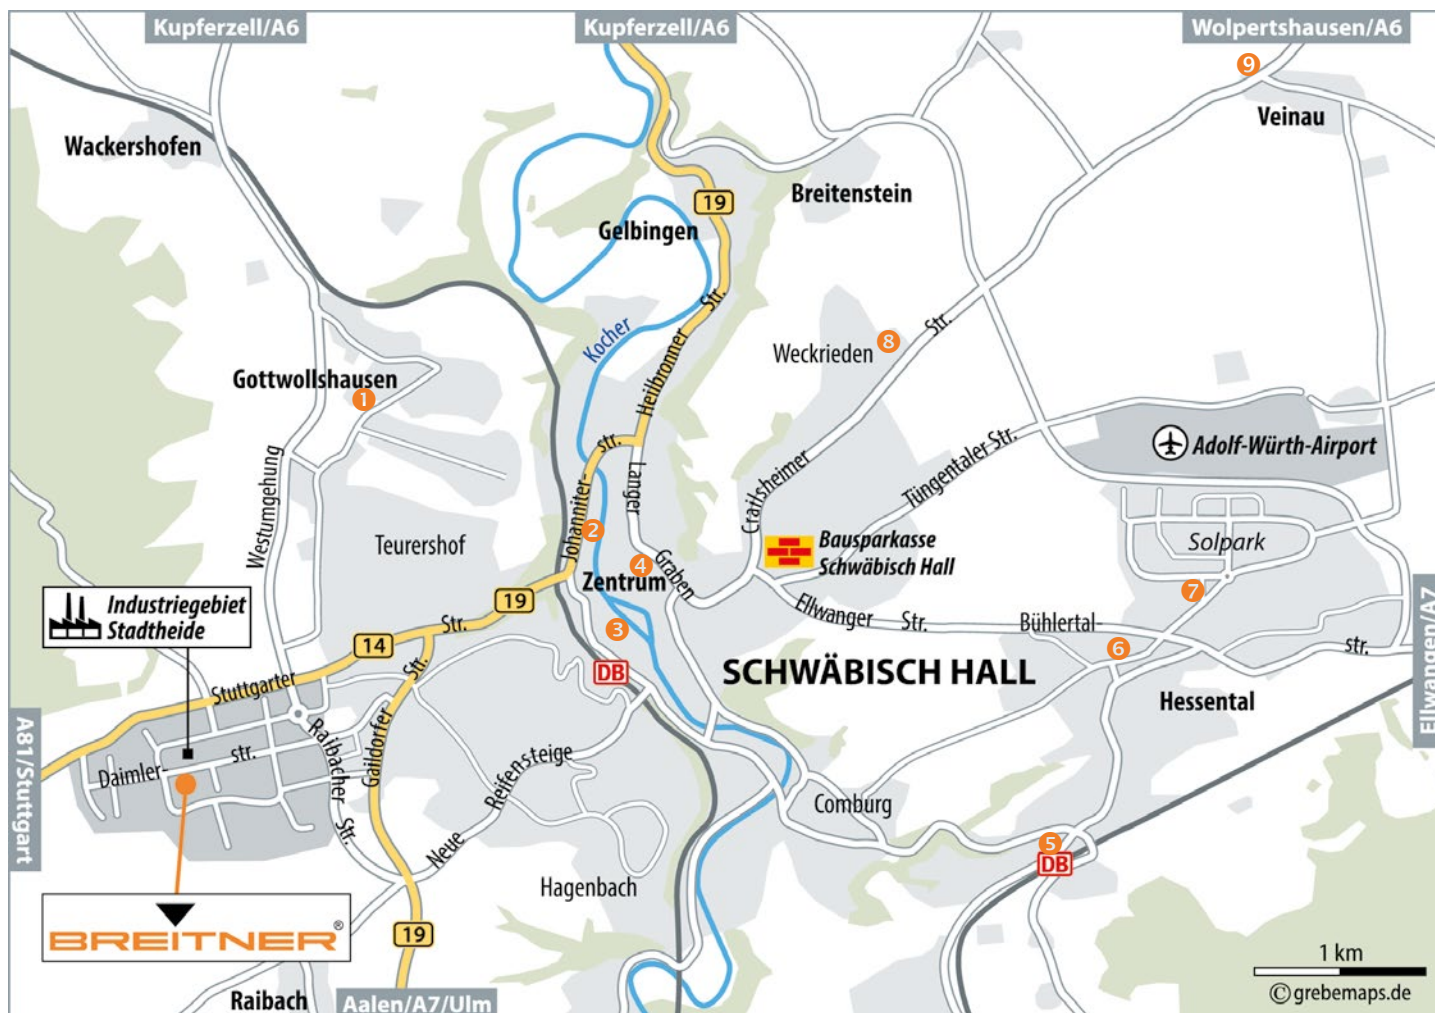 Kupferzell/A6
Kupferzell/A6
Wolpertshausen/A6
9
Veinau
Wackershofen
Breitenstein
19
Gelbingen
Str.
Kocher
Str.
Weckrieden
8
Heilbronner
Gottwollshausen
1
Adolf-Würth-Airport
Tüngentaler Str.
str.
Langer
Johanniter-
Crailsheimer
Westumgehung
Teurershof
2
Bausparkasse
Schwäbisch Hall
Solpark
4
Graben
Zentrum
7
Industriegebiet
Stadtheide
19
Str.
3
Ellwanger Str.
Bühlertal-
str.
6
14
Str.
Stuttgarter
DB
SCHWÄBISCH HALL
Hessental
Ellwangen/A7
A81/Stuttgart
Gaildorfer
Raibacher
Str.
Daimler-
str.
Neue
Reifensteige
Comburg
5
DB
Hagenbach
BREITNER®
19
1 km
© grebemaps.de
Raibach
Aalen/A7/Ulm